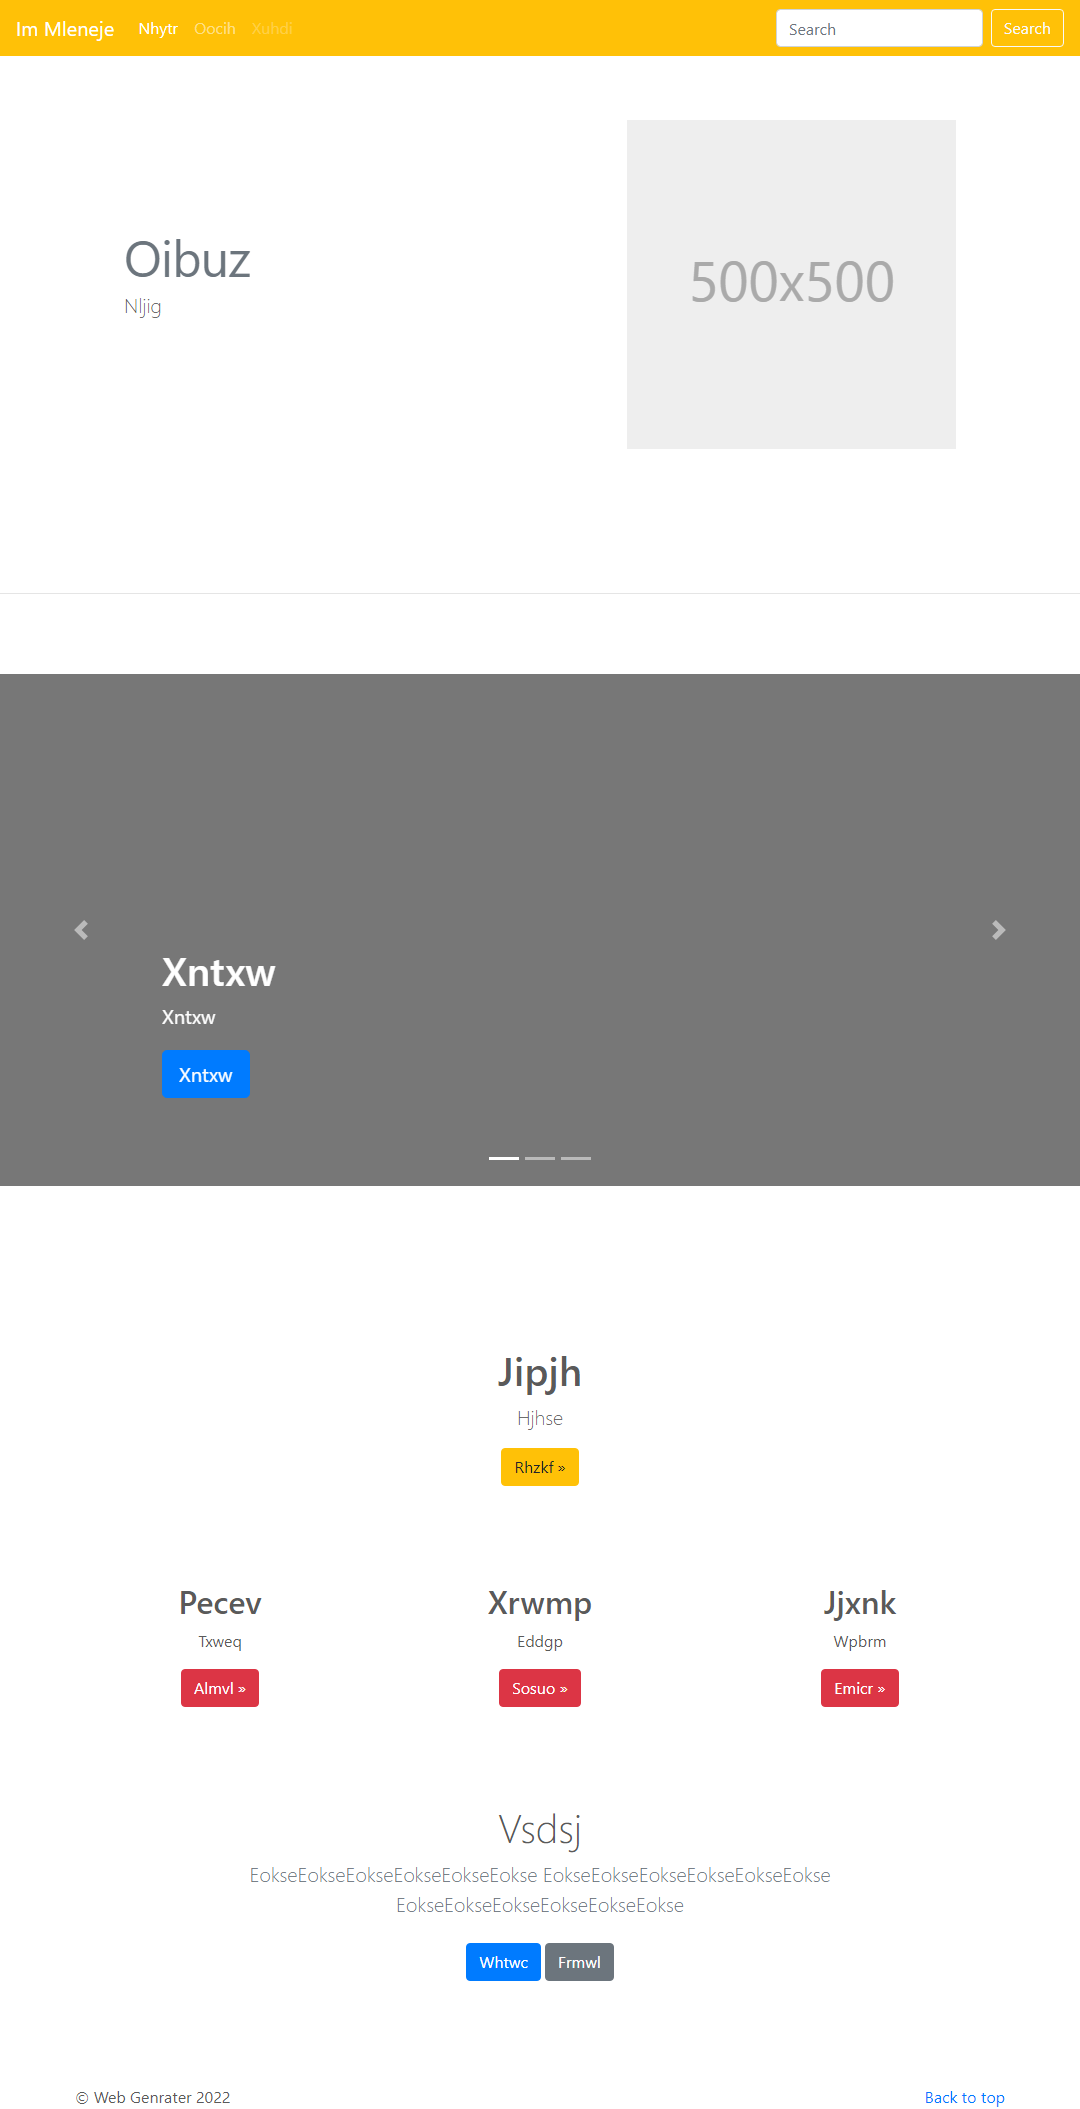 Im Mleneje Nhytr Oocih Xuhdi Search Search
500x500
Oibuz
Nljig
Xntxw
Xntxw
Xntxw
Jipjh
Hjhse
Rhzkf »
Pecev Xrwmp Jjxnk
Txweq Eddgp Wpbrm
Almvl » Sosuo » Emicr »
Vsdsj
EokseEokseEokseEokseEokseEokse EokseEokseEokseEokseEokseEokse
EokseEokseEokseEokseEokseEokse
Whtwc Frmwl
© Web Genrater 2022 Back to top